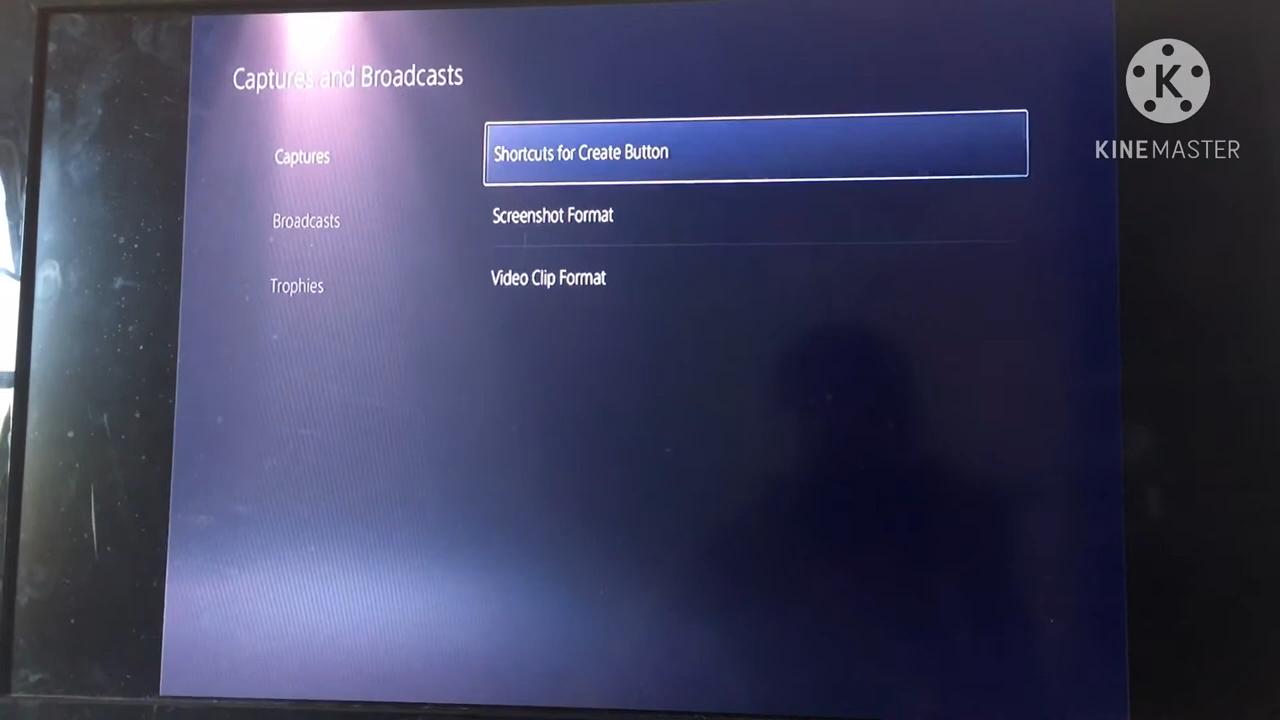 Captures and Broadcasts
Captures
Shortcuts for Create Button
Screenshot Format
Broadcasts
Video Clip Format
Trophies
K
KINEMASTER